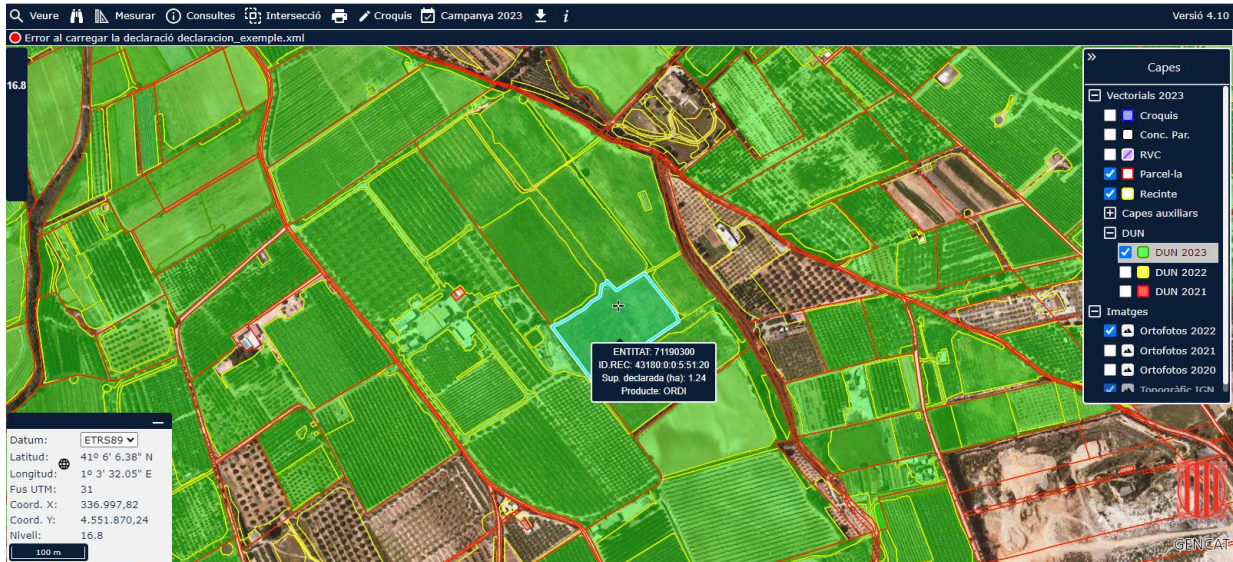 Veure Mesurar Consultes Intersecció Croquis Campanya 2023 i Versió 4.10
Error al carregar la declaració declaracion_exemple.xml
16.8
» Capes
Vectorials 2023
Croquis
Conc. Par.
RVC
Parcel·la
Recinte
Capes auxiliars
DUN
DUN 2023
DUN 2022
DUN 2021
Imatges
Ortofotos 2022
Ortofotos 2021
Ortofotos 2020
Topogràfic IGN
ENTITAT: 71190300
ID.REC: 43180:0:0:5:51:20
Sup. declarada (ha): 1.24
Producte: ORDI
Datum: ETRS89
Latitud: 41º 6' 6.38" N
Longitud: 1º 3' 32.05" E
Fus UTM: 31
Coord. X: 336.997,82
Coord. Y: 4.551.870,24
Nivell: 16.8
100 m
GENCAT